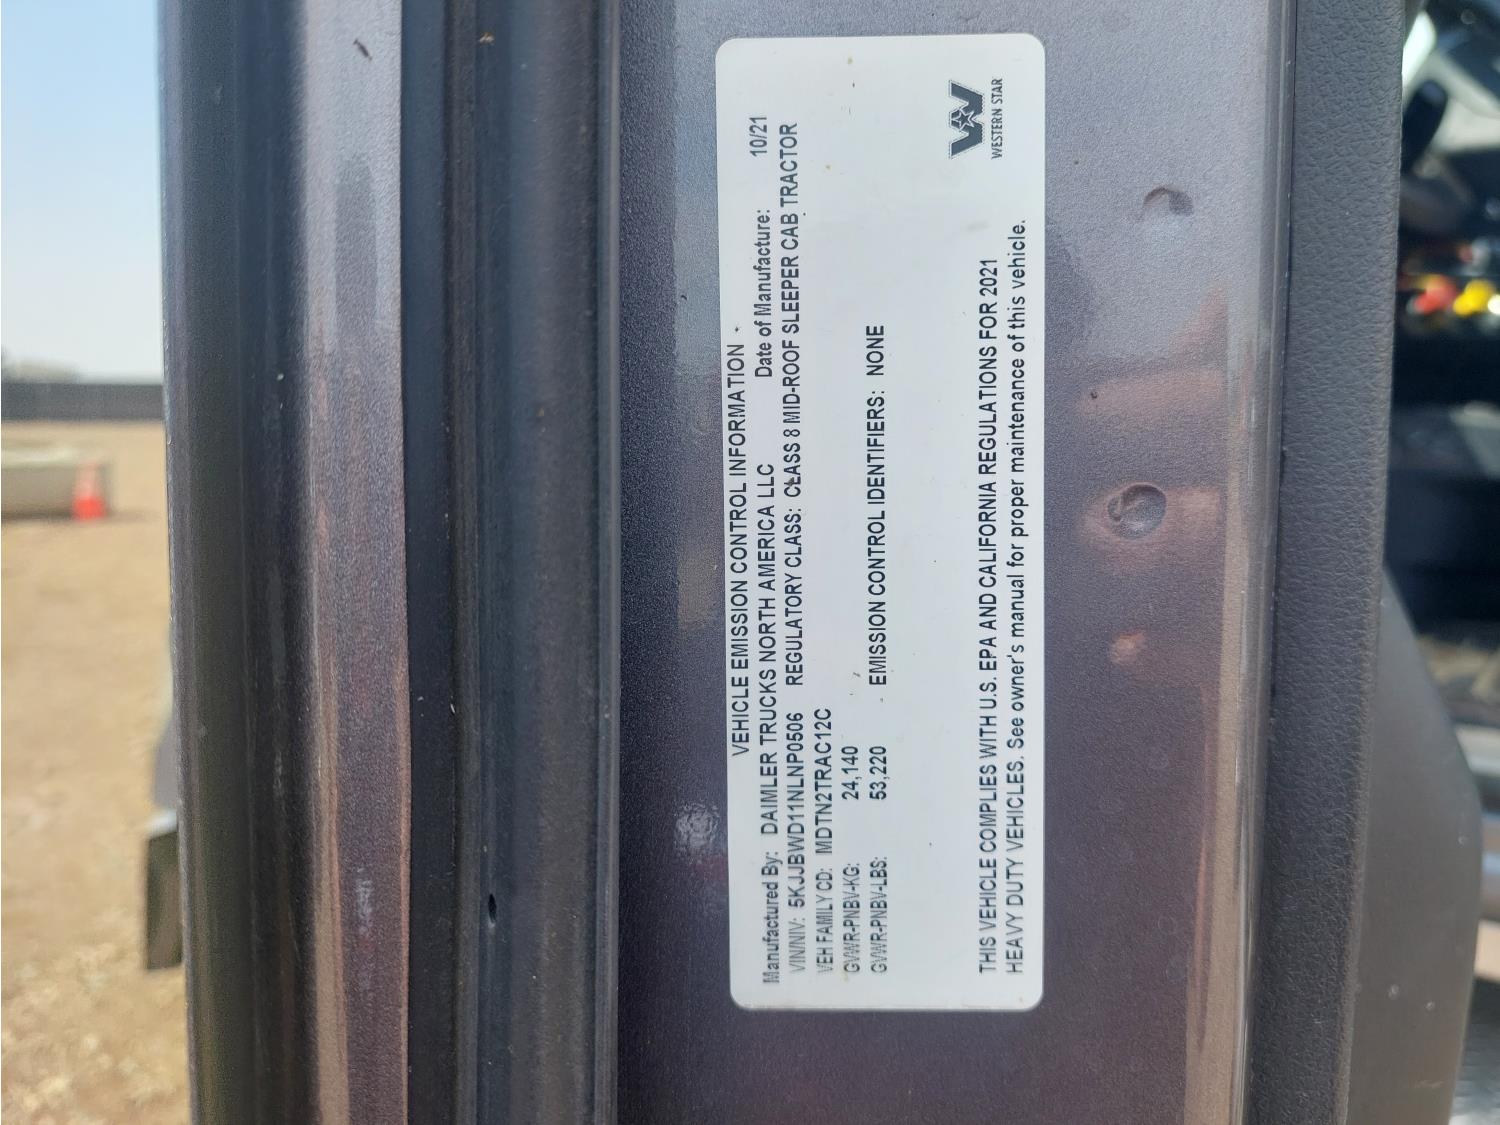 VEHICLE EMISSION CONTROL INFORMATION
Manufactured By: DAIMLER TRUCKS NORTH AMERICA LLC Date of Manufacture: 10/21
VIN/NIV: 5KJJBWD11NLNP0506 REGULATORY CLASS: CLASS 8 MID-ROOF SLEEPER CAB TRACTOR
VEH FAMILY CD: MDTN2TRAC12C
GVWR-PNBV-KG: 24,140
GVWR-PNBV-LBS: 53,220 EMISSION CONTROL IDENTIFIERS: NONE
THIS VEHICLE COMPLIES WITH U.S. EPA AND CALIFORNIA REGULATIONS FOR 2021
HEAVY DUTY VEHICLES. See owner's manual for proper maintenance of this vehicle.
WESTERN STAR